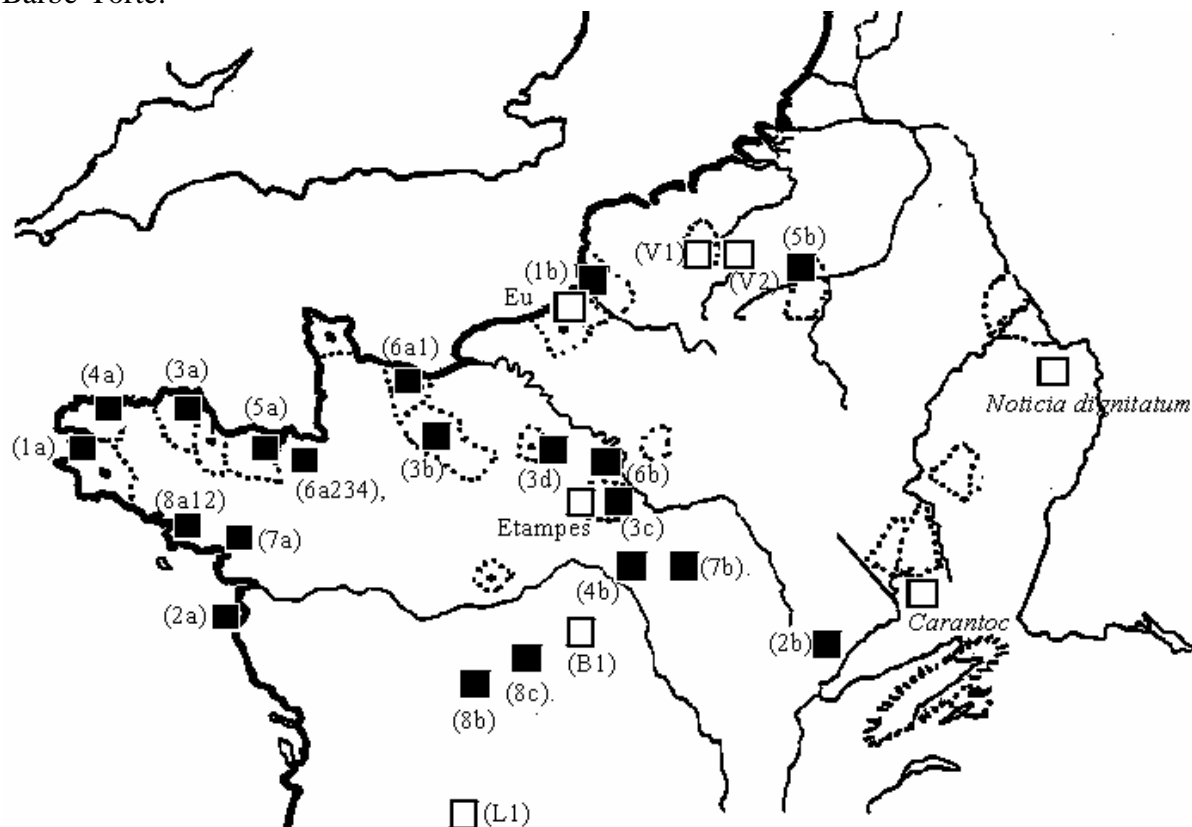 Barbe-Torte.
(V1)
(5b)
(1b)
(V2)
Eu
(6a1)
(4a)
(3a)
Noticia dignitatum
(5a)
(1a)
(3b)
(3d)
(6b)
(6a234),
(8a12)
Etampes
(3c)
(7a)
(7b).
(4b)
(2a)
Carantoc
(2b)
(B1)
(8c).
(8b)
(L1)